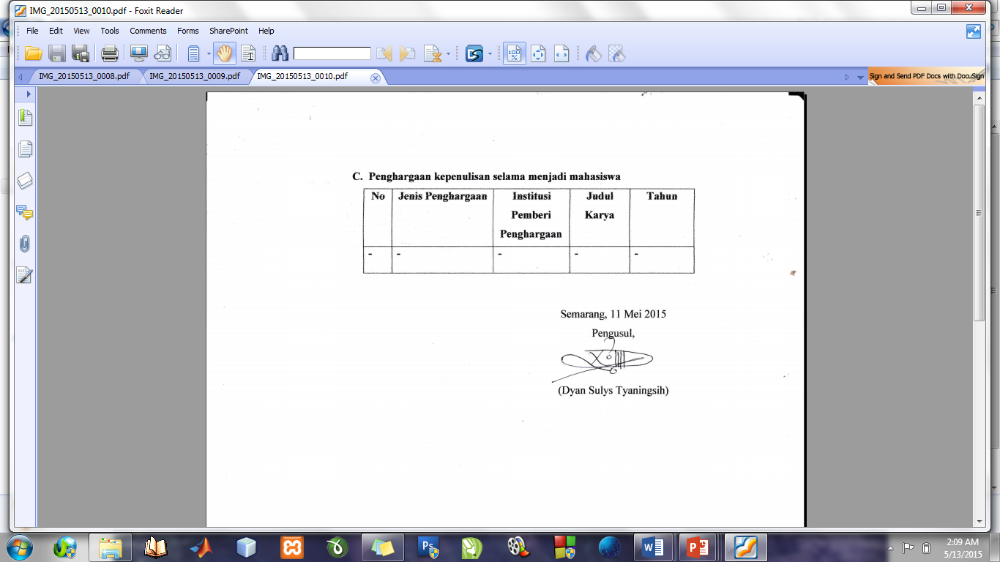 IMG_20150513_0010.pdf - Foxit Reader
File Edit View Tools Comments Forms SharePoint Help
IMG_20150513_0008.pdf IMG_20150513_0009.pdf IMG_20150513_0010.pdf Sign and Send PDF Docs with DocuSign
C. Penghargaan kepenulisan selama menjadi mahasiswa
No Jenis Penghargaan Institusi Judul Tahun
Pemberi Karya
Penghargaan
- - - - -
Semarang, 11 Mei 2015
Pengusul,
(Dyan Sulys Tyaningsih)
2:09 AM
5/13/2015